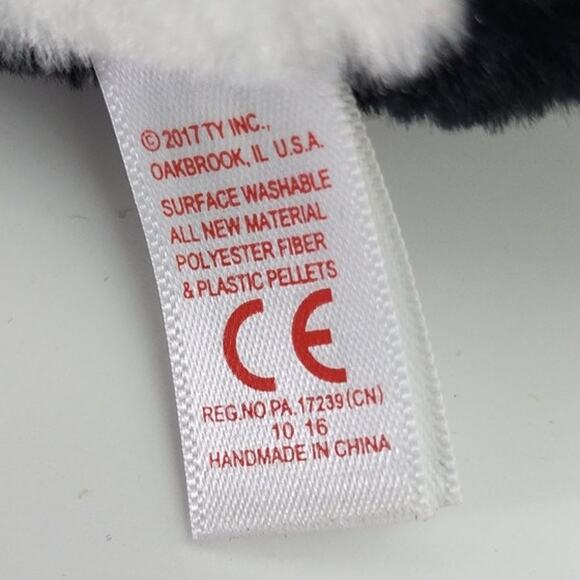 © 2017 TY INC.,
OAKBROOK, IL U.S.A.
SURFACE WASHABLE
ALL NEW MATERIAL
POLYESTER FIBER
& PLASTIC PELLETS
CE
REG.NO PA.17239(CN)
10 16
HANDMADE IN CHINA